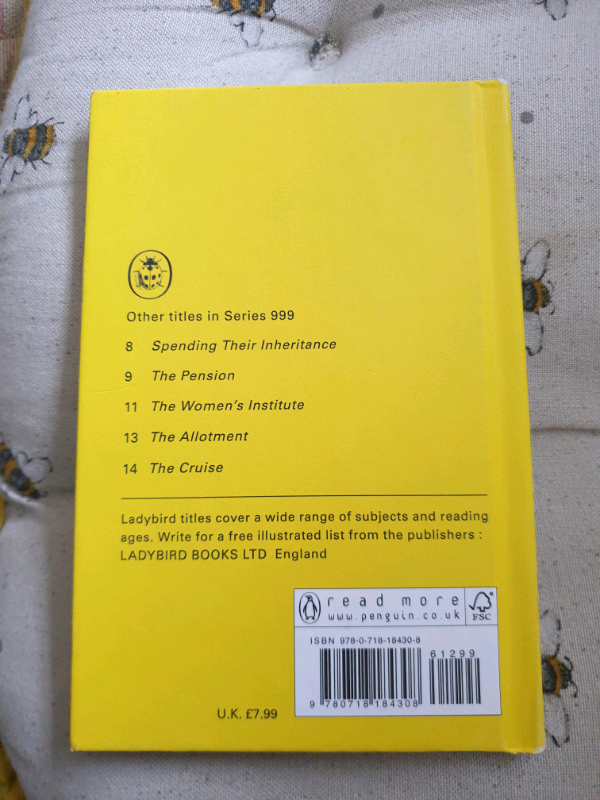 Other titles in Series 999
8 Spending Their Inheritance
9 The Pension
11 The Women's Institute
13 The Allotment
14 The Cruise
Ladybird titles cover a wide range of subjects and reading
ages. Write for a free illustrated list from the publishers :
LADYBIRD BOOKS LTD England
read more
www.penguin.co.uk
FSC
ISBN 978-0-718-18430-8
61299
9 780718 184308
U.K. £7.99